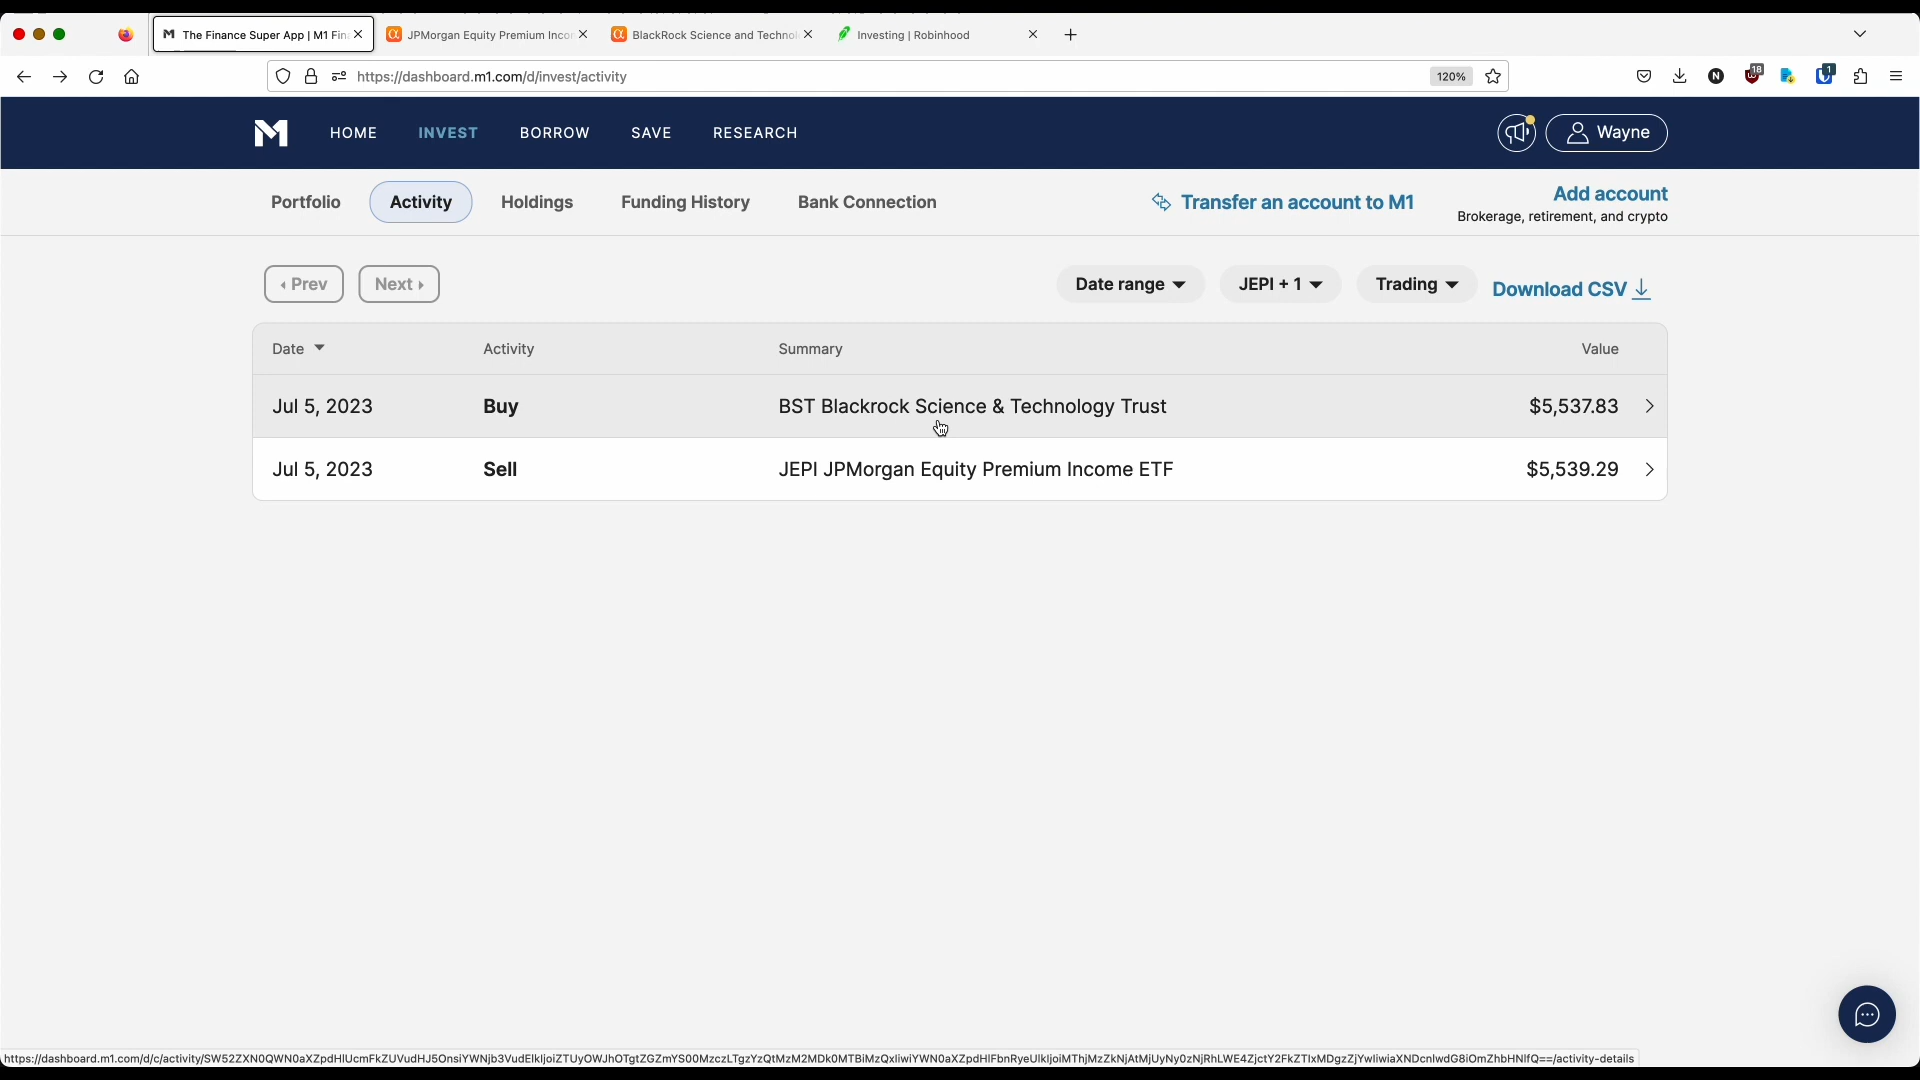 The Finance Super App | M1 Fin
JPMorgan Equity Premium Incor
BlackRock Science and Technol
Investing | Robinhood
https://dashboard.m1.com/d/invest/activity
120%
N
18
1
HOME
INVEST
BORROW
SAVE
RESEARCH
Wayne
Portfolio
Activity
Holdings
Funding History
Bank Connection
Transfer an account to M1
Add account
Brokerage, retirement, and crypto
Prev
Next
Date range
JEPI + 1
Trading
Download CSV
Date Activity Summary Value
Jul 5, 2023 Buy BST Blackrock Science & Technology Trust $5,537.83
Jul 5, 2023 Sell JEPI JPMorgan Equity Premium Income ETF $5,539.29